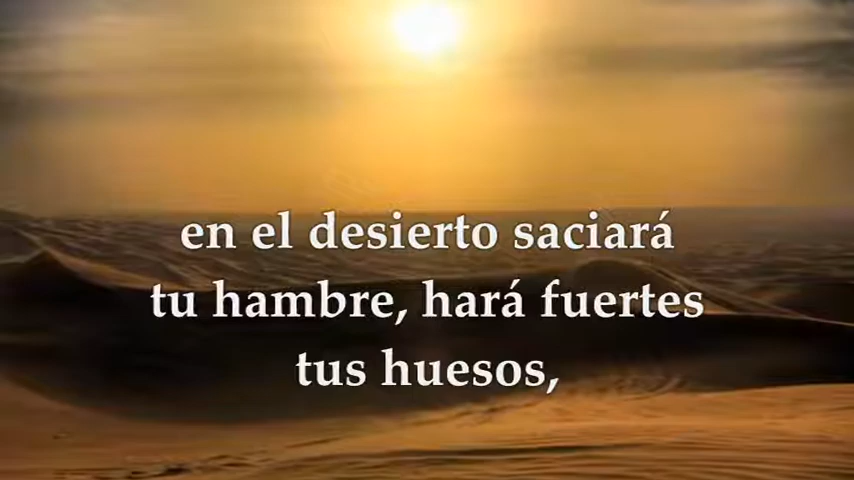 en el desierto saciará
tu hambre, hará fuertes
tus huesos,